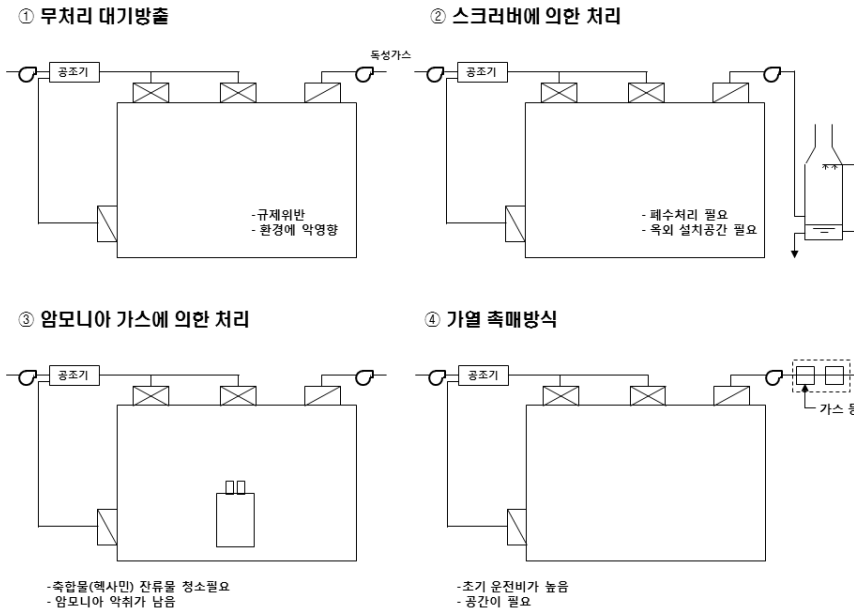 ① 무처리 대기방출
공조기
독성가스
-규제위반
- 환경에 악영향
② 스크러버에 의한 처리
공조기
- 폐수처리 필요
- 옥외 설치공간 필요
③ 암모니아 가스에 의한 처리
공조기
-축합물(헥사민) 잔류물 청소필요
- 암모니아 악취가 남음
④ 가열 촉매방식
공조기
가스
-초기 운전비가 높음
- 공간이 필요